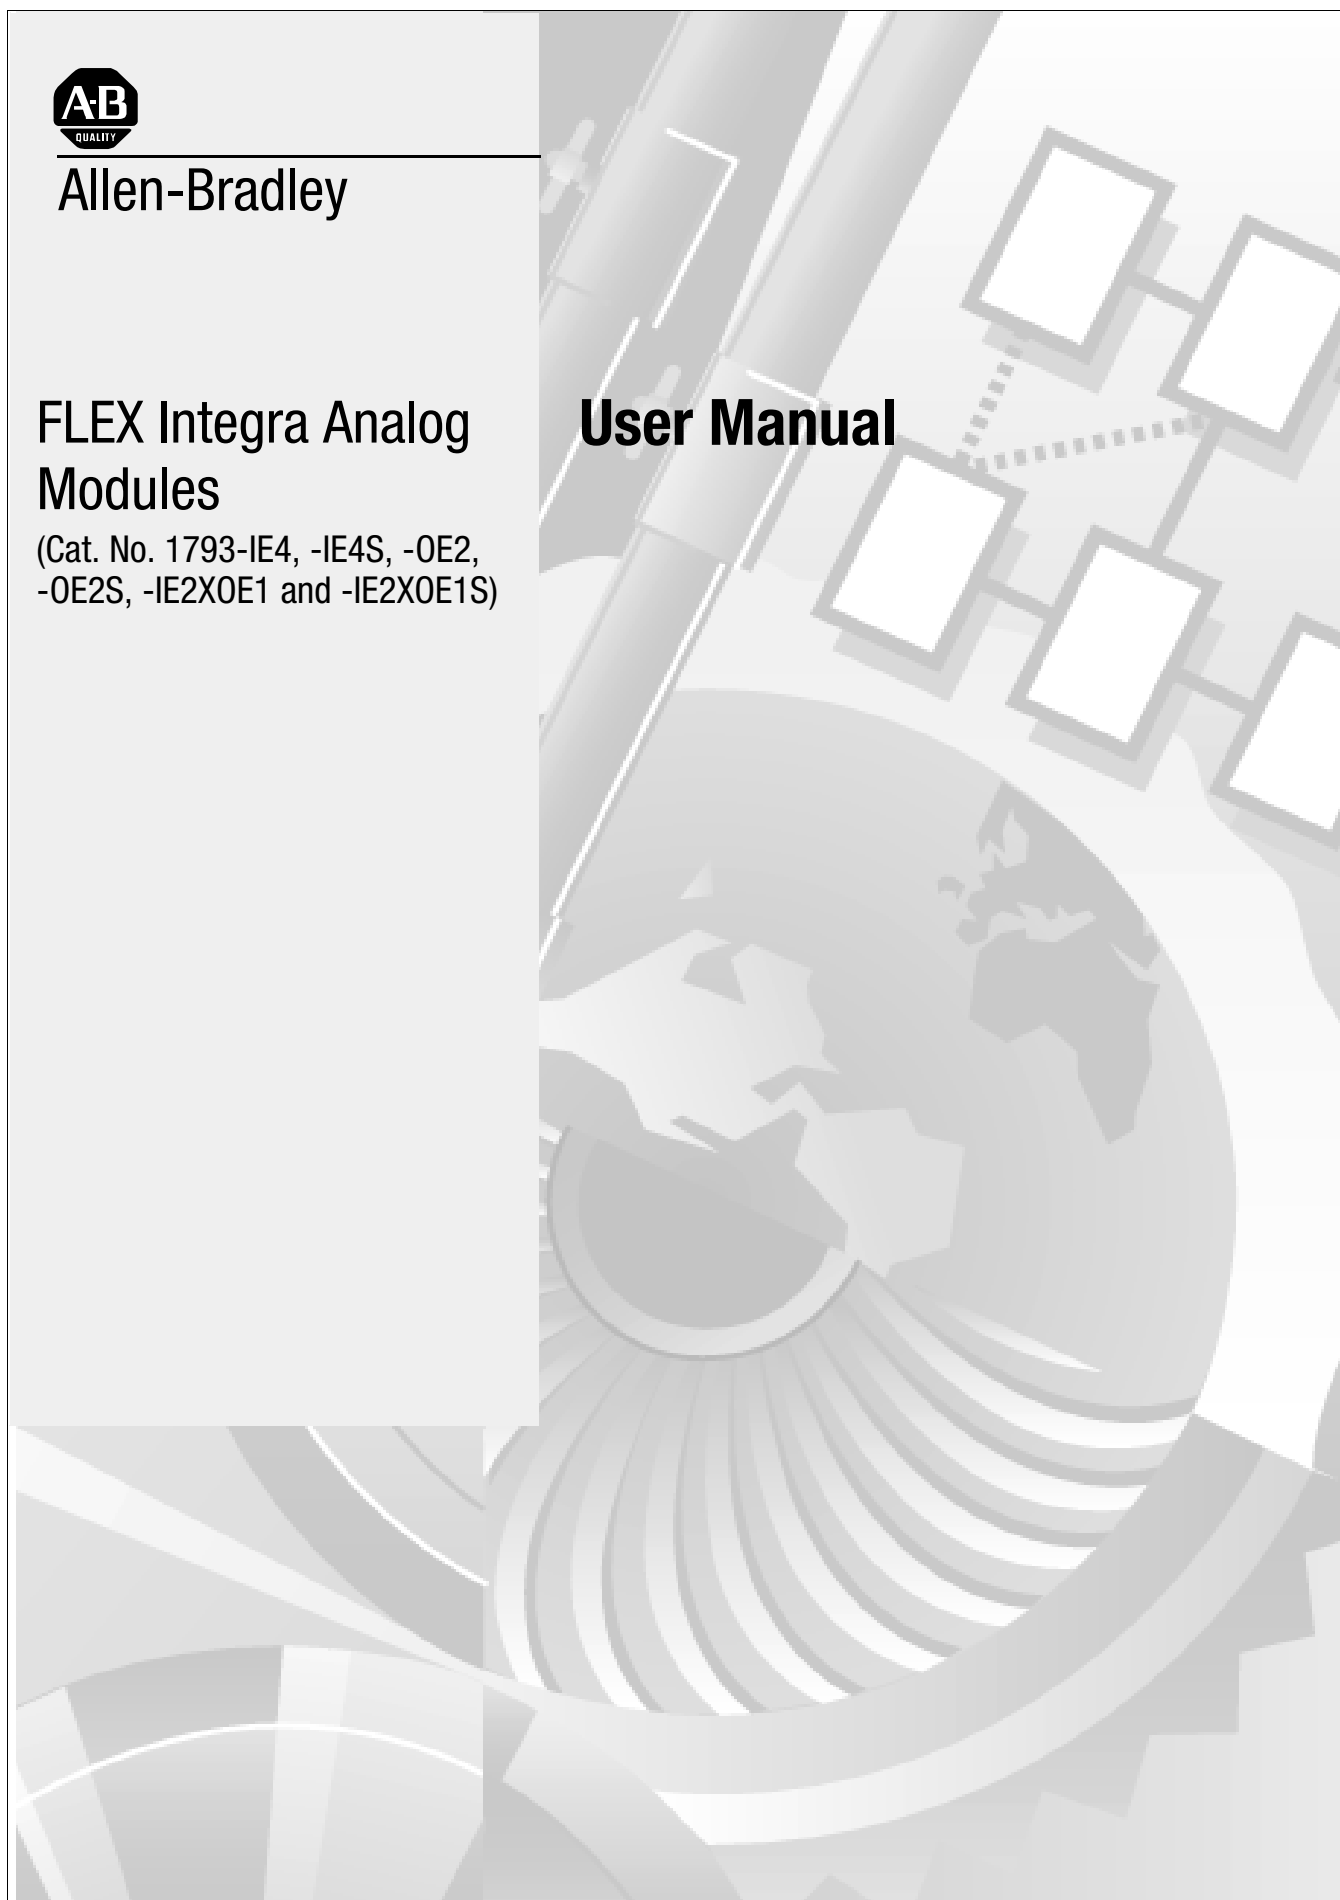 A-B
QUALITY
Allen-Bradley
FLEX Integra Analog
Modules
(Cat. No. 1793-IE4, -IE4S, -OE2,
-OE2S, -IE2XOE1 and -IE2XOE1S)
User Manual